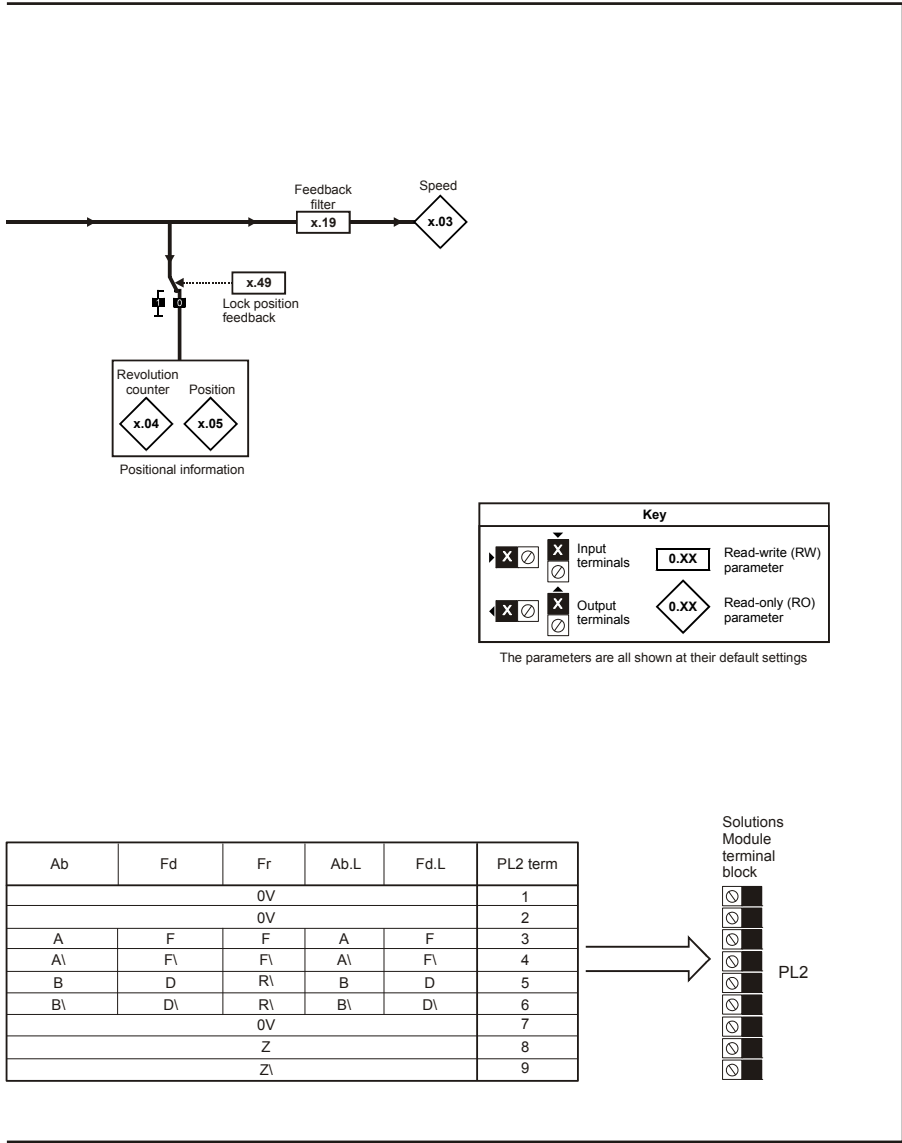 Feedback
filter
x.19
Speed
x.03
x.49
Lock position
feedback
1 0
Revolution
counter
Position
x.04
x.05
Positional information
Key
X
X
Input
terminals
0.XX
Read-write (RW)
parameter
X
X
Output
terminals
0.XX
Read-only (RO)
parameter
The parameters are all shown at their default settings
Solutions
Module
terminal
block
PL2
Ab Fd Fr Ab.L Fd.L PL2 term
0V 1
0V 2
A F F A F 3
A\ F\ F\ A\ F\ 4
B D R\ B D 5
B\ D\ R\ B\ D\ 6
0V 7
Z 8
Z\ 9